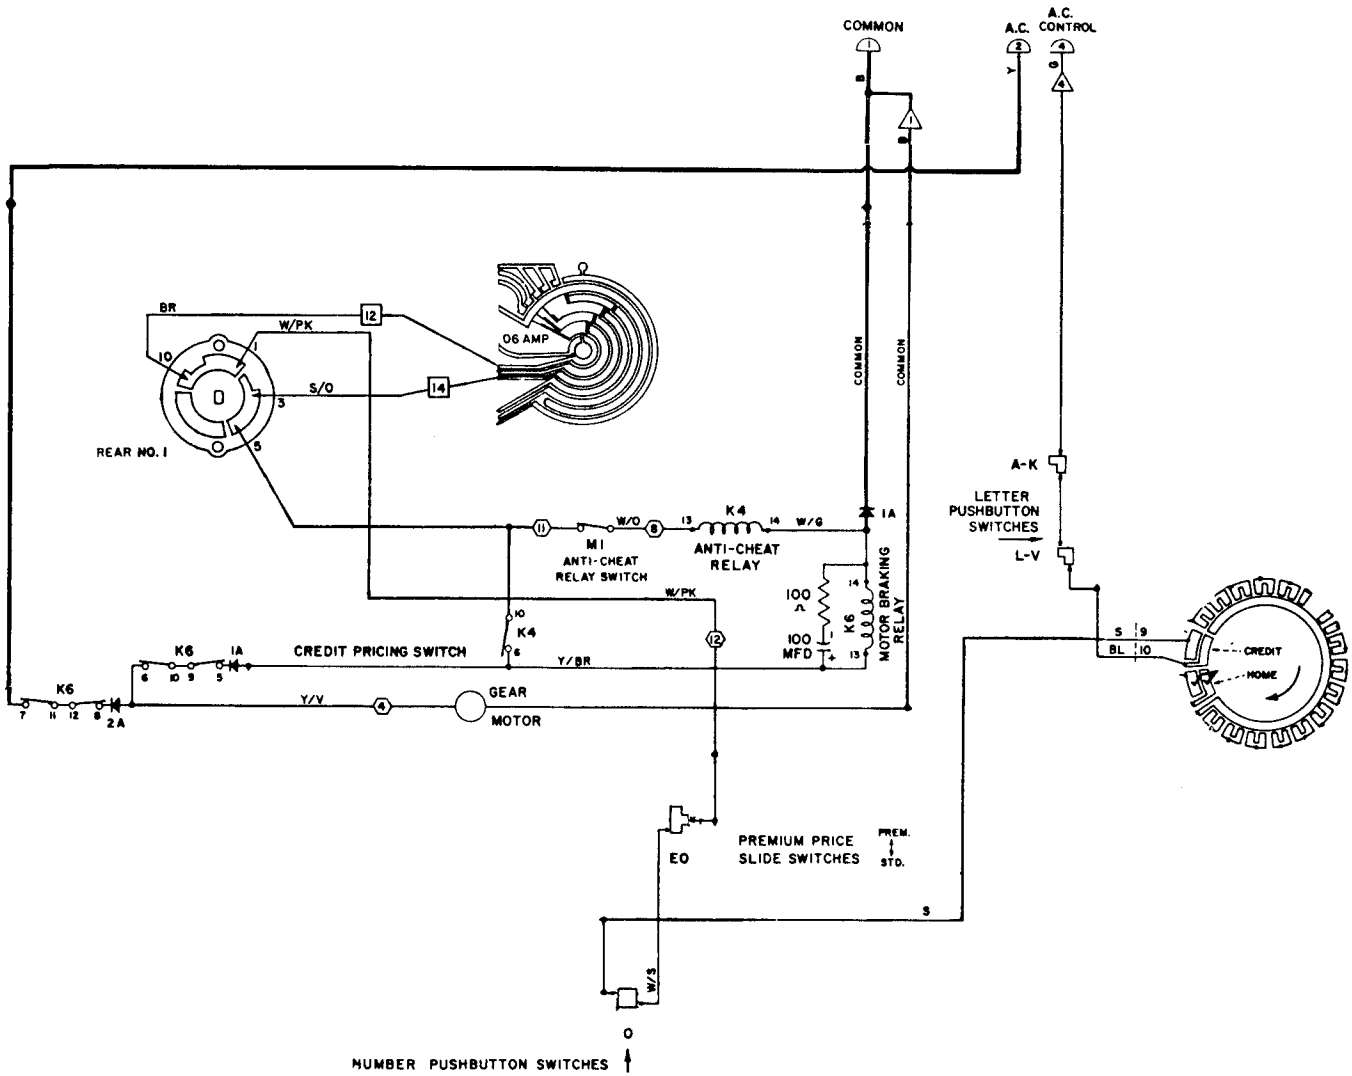 COMMON
1
A.C.
2
A.C.
CONTROL
4
B
Y
G
4
1
B
BR
12
W/PK
10
1
S/O
14
3
5
06 AMP
REAR NO. 1
COMMON
COMMON
A-K
LETTER
PUSHBUTTON
SWITCHES
L-V
11
W/O
8
13
K4
14
W/G
1A
M1
ANTI-CHEAT
RELAY SWITCH
ANTI-CHEAT
RELAY
W/PK
100
Ω
100
MFD
+
14
K6
13
MOTOR BRAKING
RELAY
10
K4
6
12
K6
1A
CREDIT PRICING SWITCH
Y/BR
6
10
9
5
K6
7
11
12
8
2A
Y/V
4
GEAR
MOTOR
S
9
BL
10
CREDIT
HOME
EO
PREMIUM PRICE
SLIDE SWITCHES
PREM.
STD.
S
W/S
O
NUMBER PUSHBUTTON SWITCHES